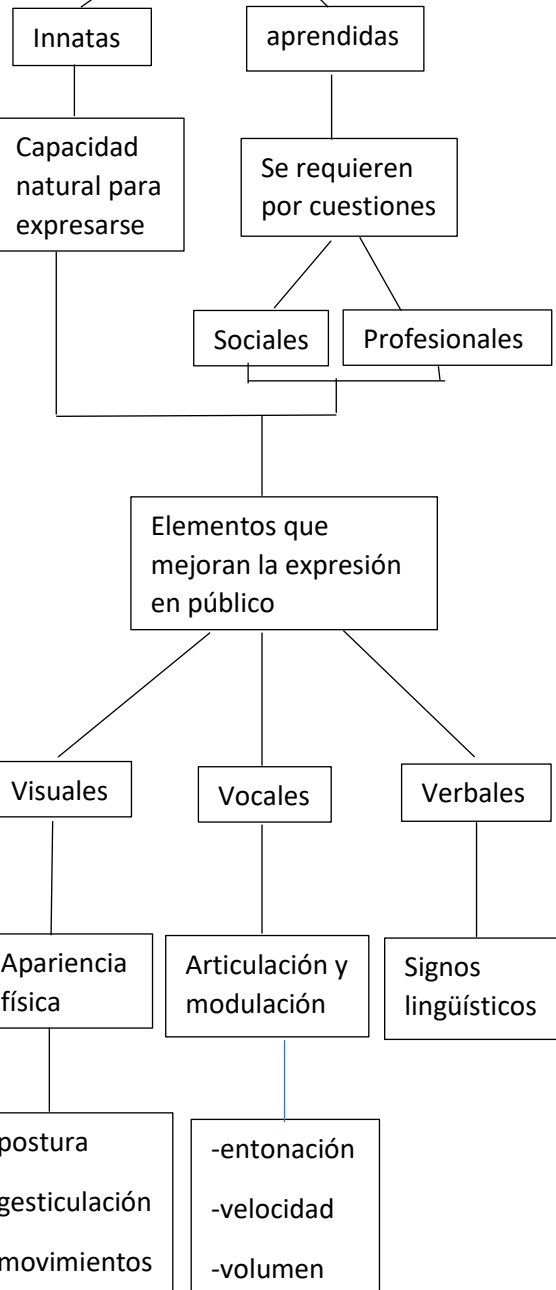 Innatas
aprendidas
Capacidad
natural para
expresarse
Se requieren
por cuestiones
Sociales
Profesionales
Elementos que
mejoran la expresión
en público
Visuales
Vocales
Verbales
Apariencia
física
Articulación y
modulación
Signos
lingüísticos
postura
gesticulación
movimientos
-entonación
-velocidad
-volumen